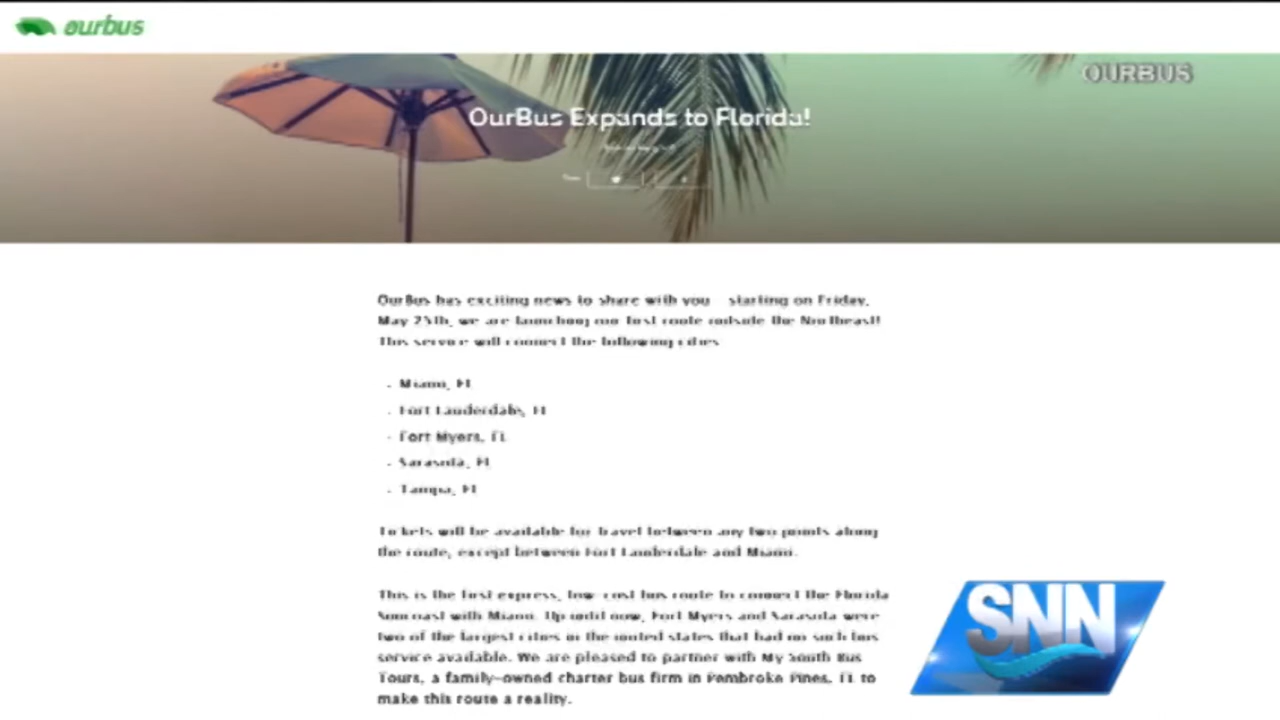 ourbus
OURBUS
OurBus Expands to Florida!
OurBus has exciting news to share with you starting on Friday,
May 25th, we are launching our first route outside the Northeast!
This service will connect the following cities
- Miami, FL
- Fort Lauderdale, FL
- Fort Myers, FL
- Sarasota, FL
- Tampa, FL
Tickets will be available for travel between any two points along
the route, except between Fort Lauderdale and Miami.
This is the first express, low-cost bus route to connect the Florida
Suncoast with Miami. Up until now, Fort Myers and Sarasota were
two of the largest cities in the united states that had no such bus
service available. We are pleased to partner with My South Bus
Tours, a family-owned charter bus firm in Pembroke Pines, FL to
make this route a reality.
SNN